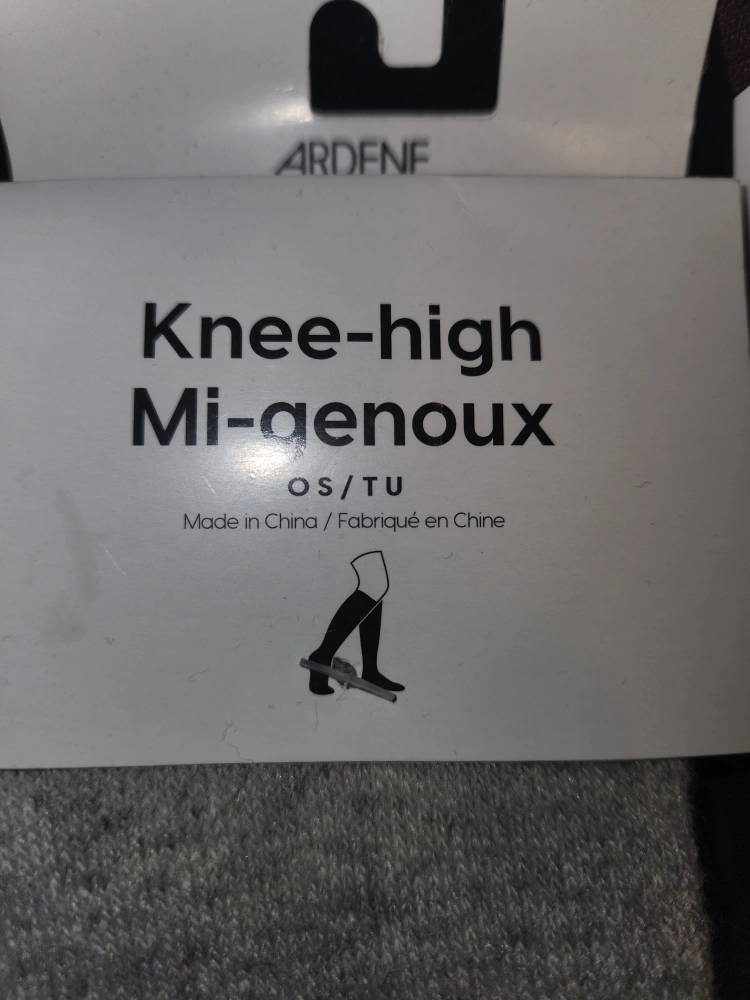 ARDENE
Knee-high
Mi-genoux
OS/TU
Made in China / Fabriqué en Chine